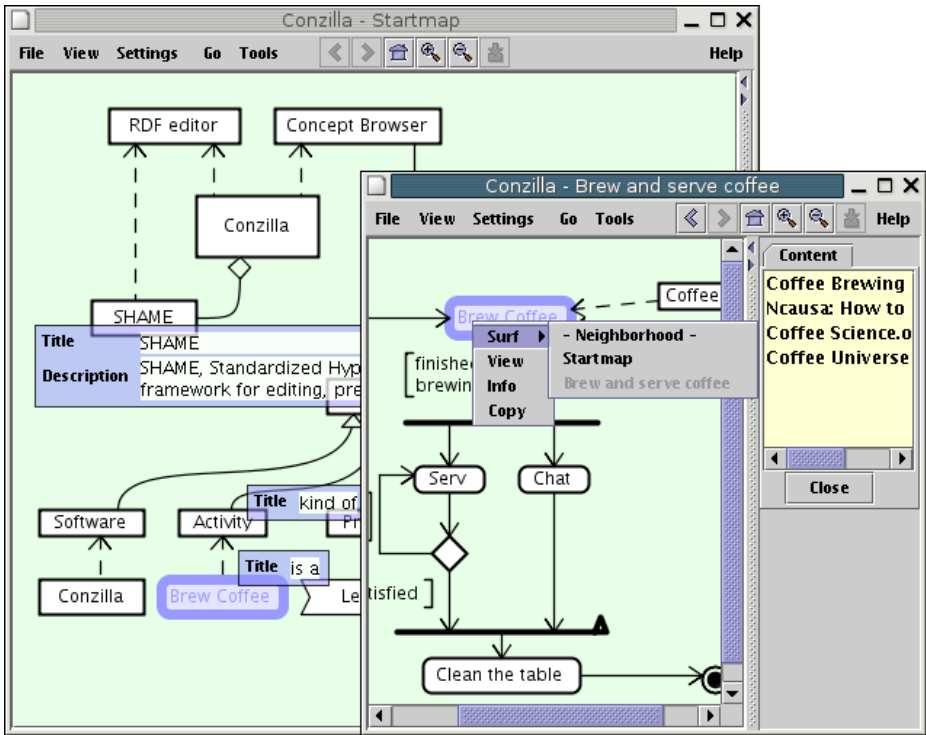 Conzilla - Startmap
File View Settings Go Tools Help
RDF editor
Concept Browser
Conzilla
SHAME
Title SHAME
Description SHAME, Standardized Hyp
framework for editing, pre
Title kind of
Software
Activity
Pr
Title is a
Conzilla
Brew Coffee
Le
Conzilla - Brew and serve coffee
File View Settings Go Tools Help
Coffee
Brew Coffee
Surf
View
Info
Copy
- Neighborhood -
Startmap
Brew and serve coffee
finishe
brewin
Serv
Chat
tisfied
Clean the table
Content
Coffee Brewing
Ncausa: How to
Coffee Science.o
Coffee Universe
Close